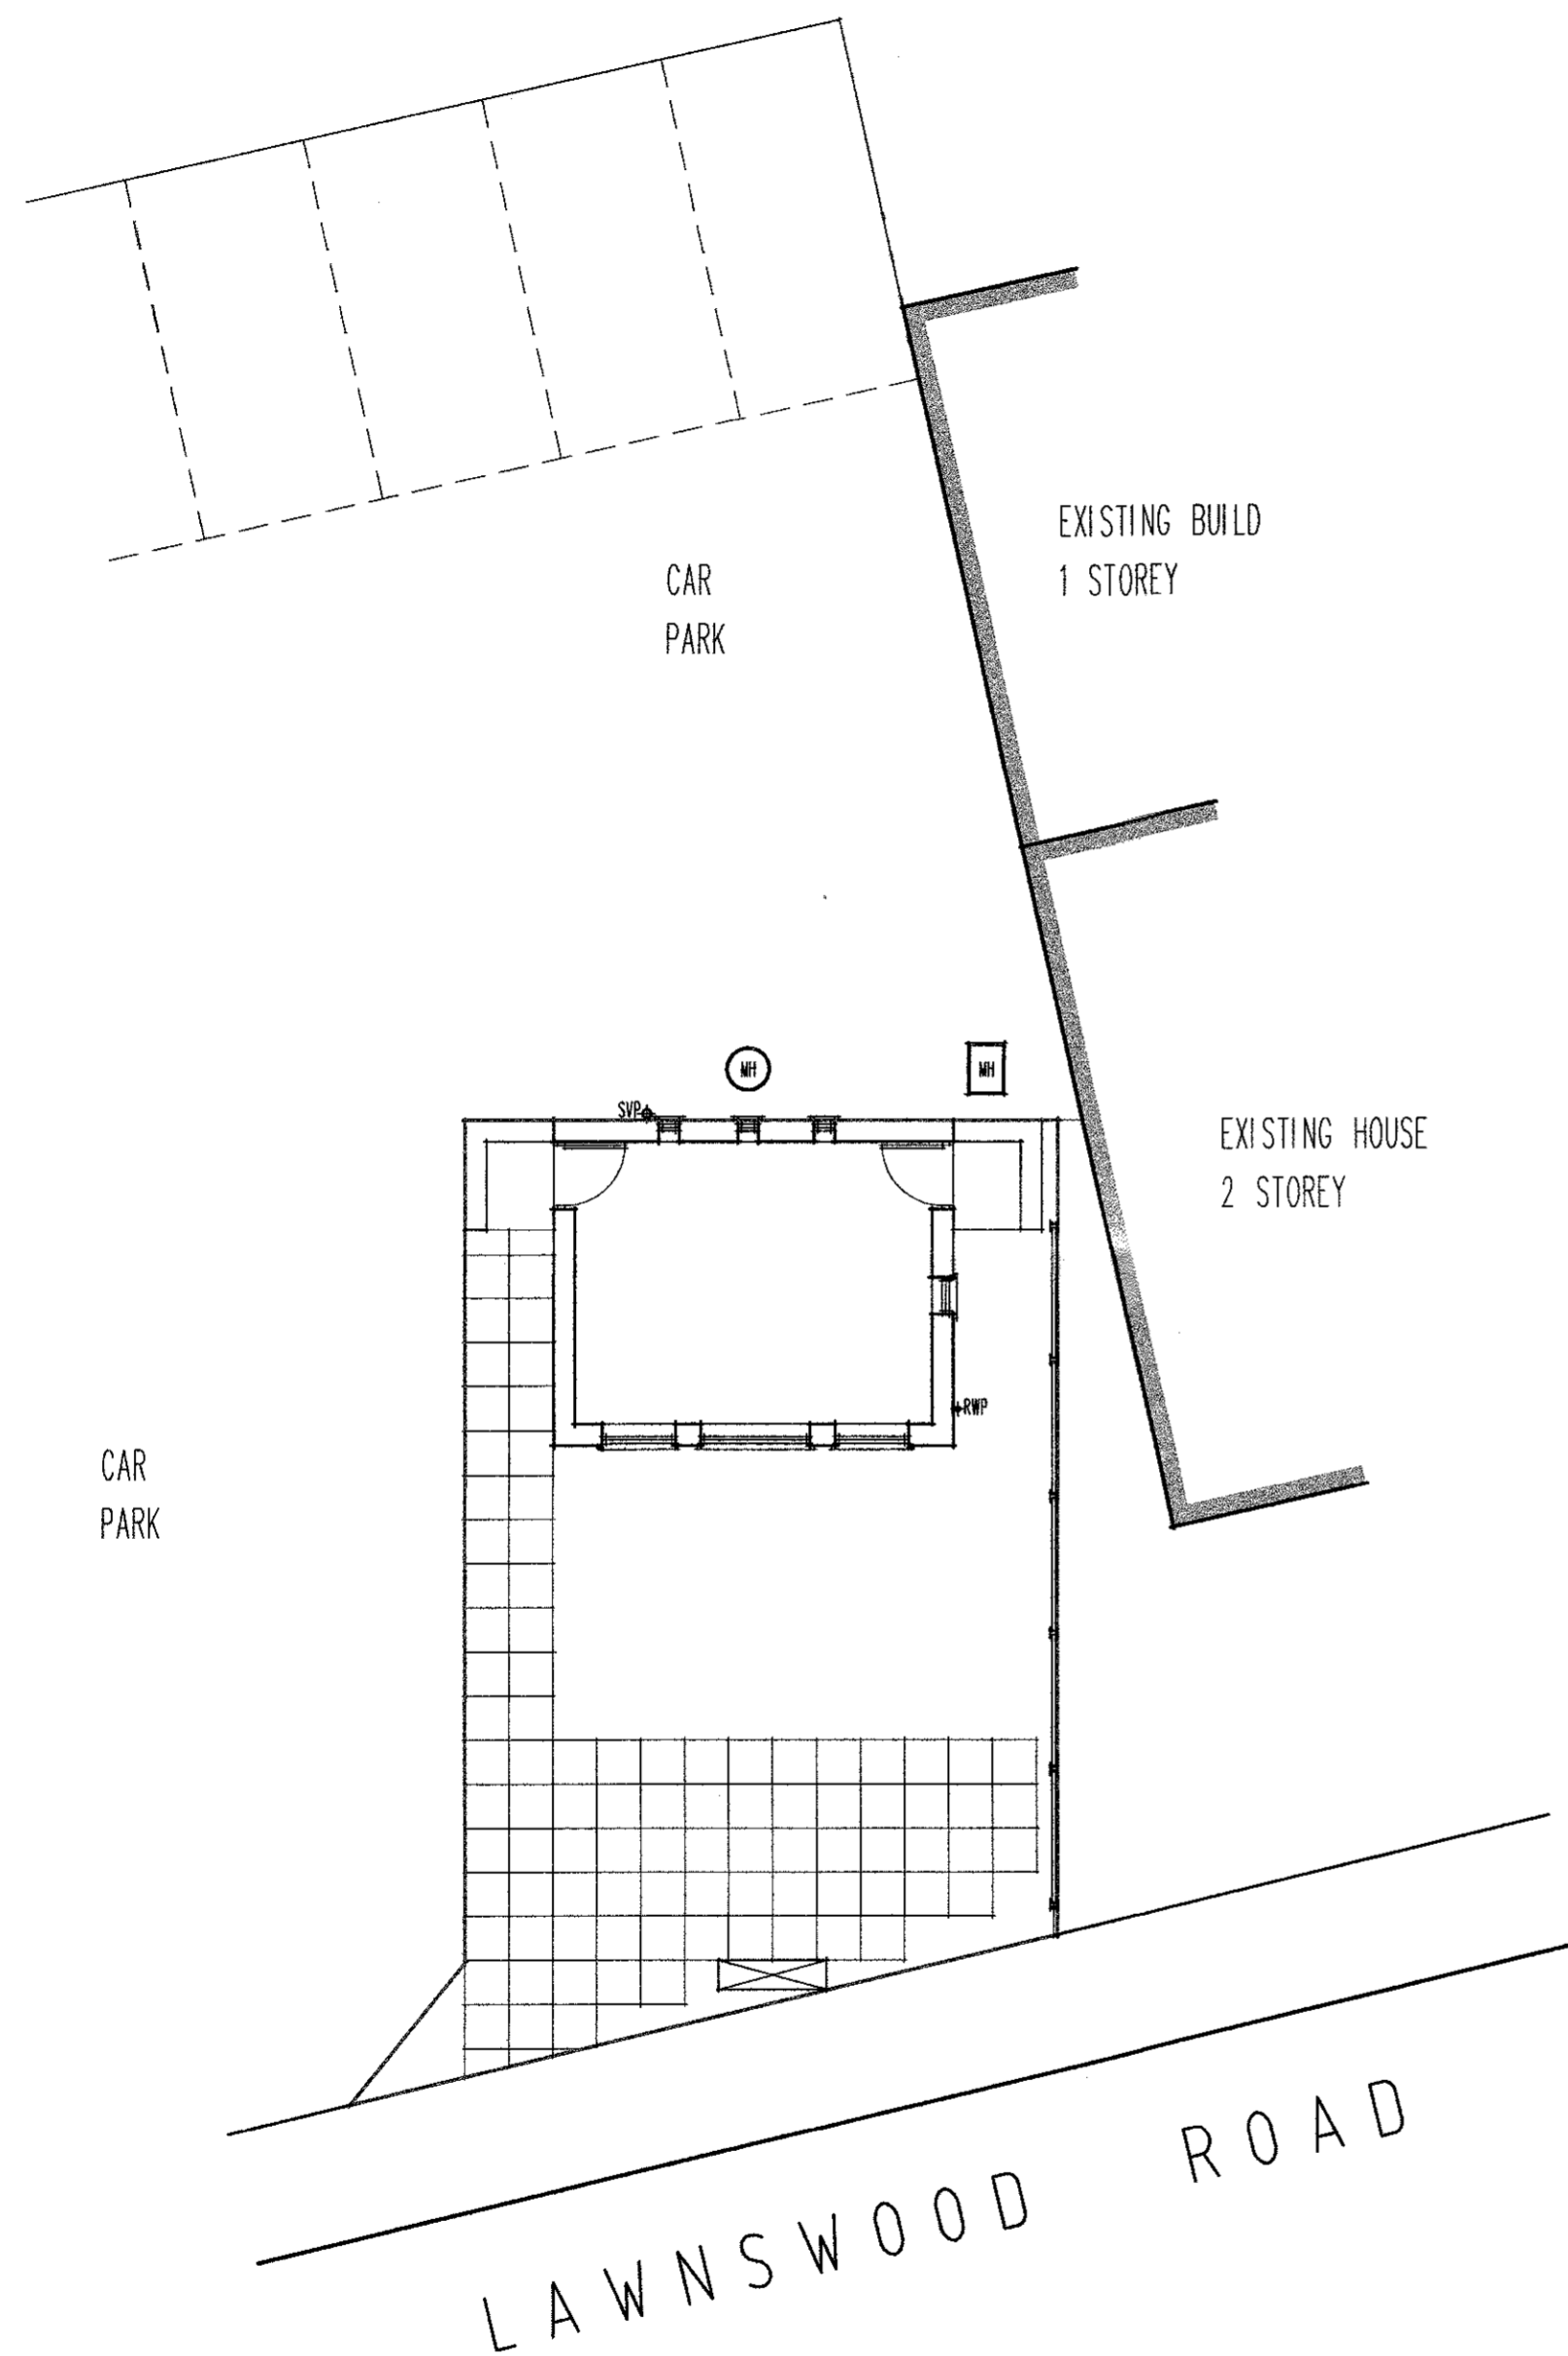 EXISTING BUILD
1 STOREY
CAR
PARK
MH
MH
SVP
EXISTING HOUSE
2 STOREY
RWP
CAR
PARK
LAWNSWOOD ROAD